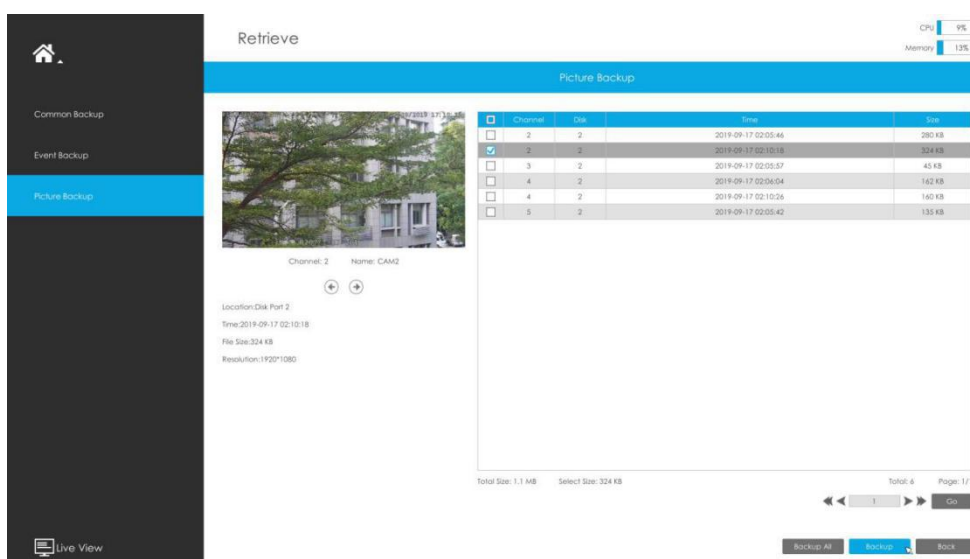 Retrieve
CPU 9%
Memory 13%
Picture Backup
Common Backup
Event Backup
Picture Backup
Channel Disk Time Size
2 2 2019-09-17 02:05:46 280 KB
2 2 2019-09-17 02:10:18 324 KB
3 2 2019-09-17 02:05:57 45 KB
4 2 2019-09-17 02:06:04 162 KB
4 2 2019-09-17 02:10:26 160 KB
5 2 2019-09-17 02:05:42 135 KB
Channel: 2 Name: CAM2
Location:Disk Port 2
Time:2019-09-17 02:10:18
File Size:324 KB
Resolution:1920*1080
Total Size: 1.1 MB Select Size: 324 KB
Total: 6 Page: 1/
1 Go
Live View
Backup All Backup Back